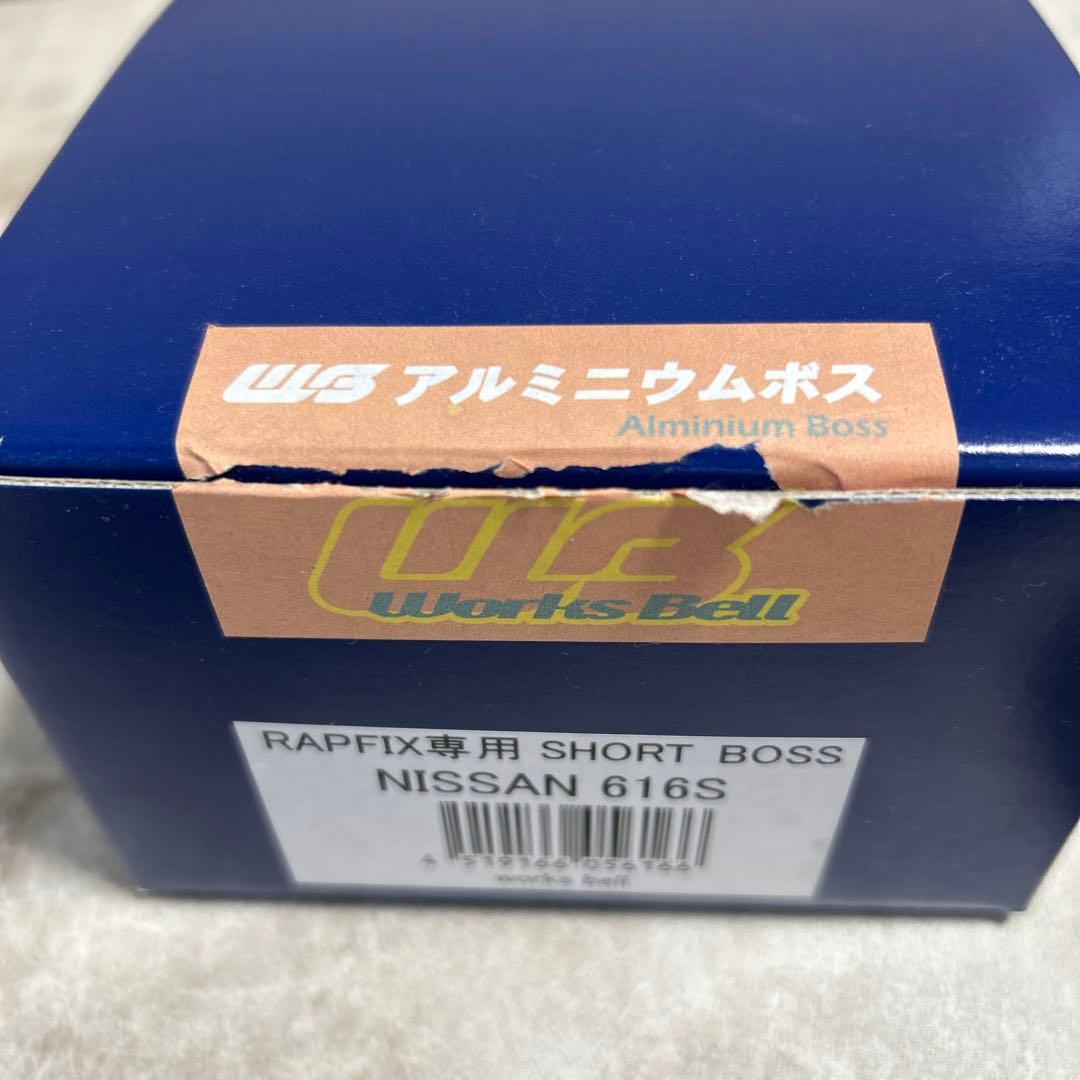 WB アルミニウムボス
Alminium Boss
WB
Works Bell
RAPFIX専用 SHORT BOSS
NISSAN 616S
4 519166 056166
works bell